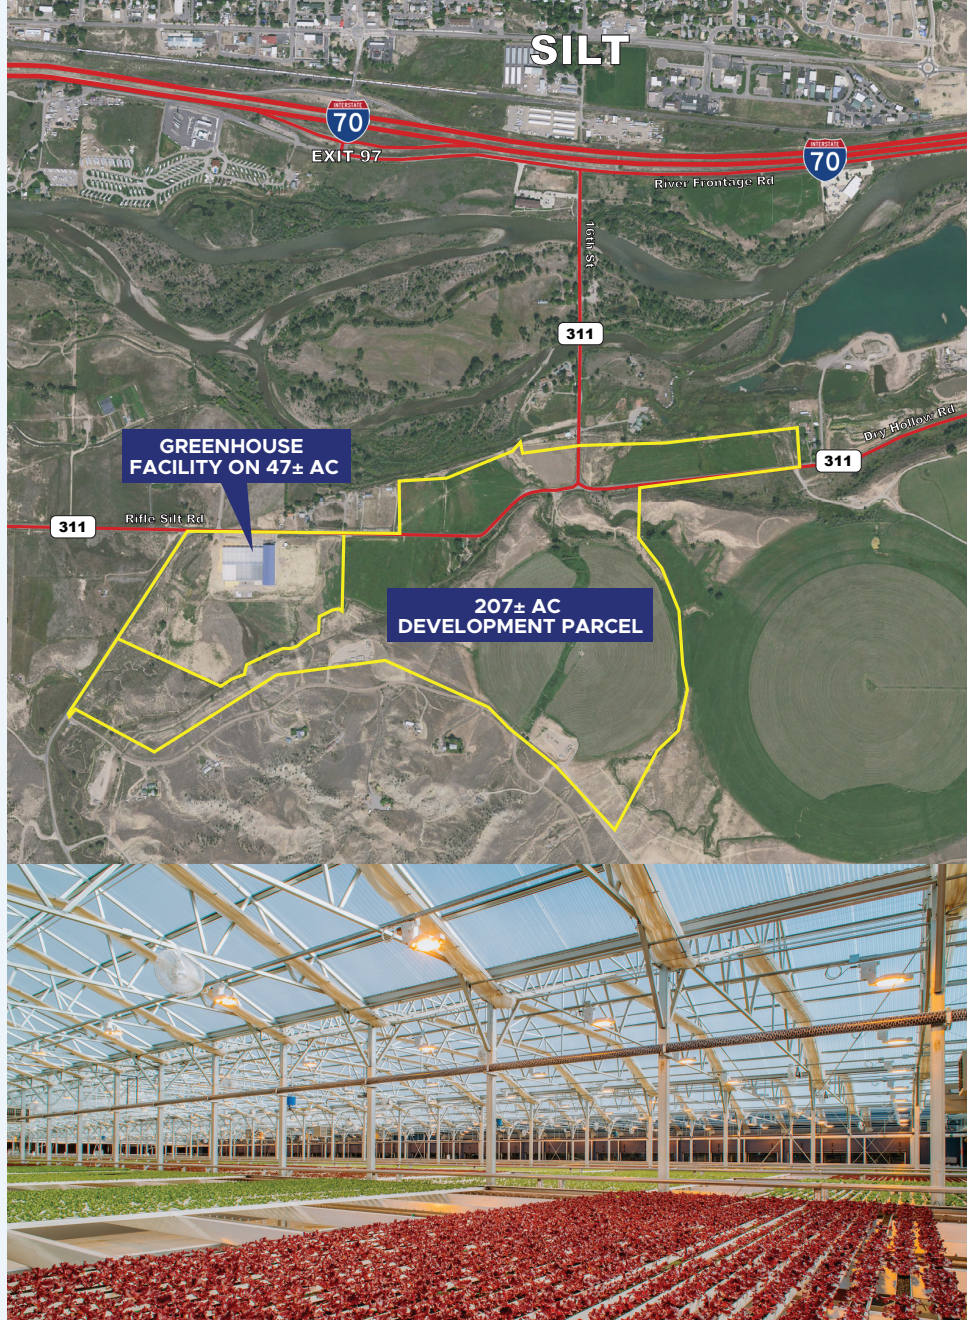 SILT
INTERSTATE
70
EXIT 97
INTERSTATE
70
River Frontage Rd
16th St
311
Dry Hollow Rd
311
GREENHOUSE
FACILITY ON 47± AC
311
Rifle Silt Rd
207± AC
DEVELOPMENT PARCEL